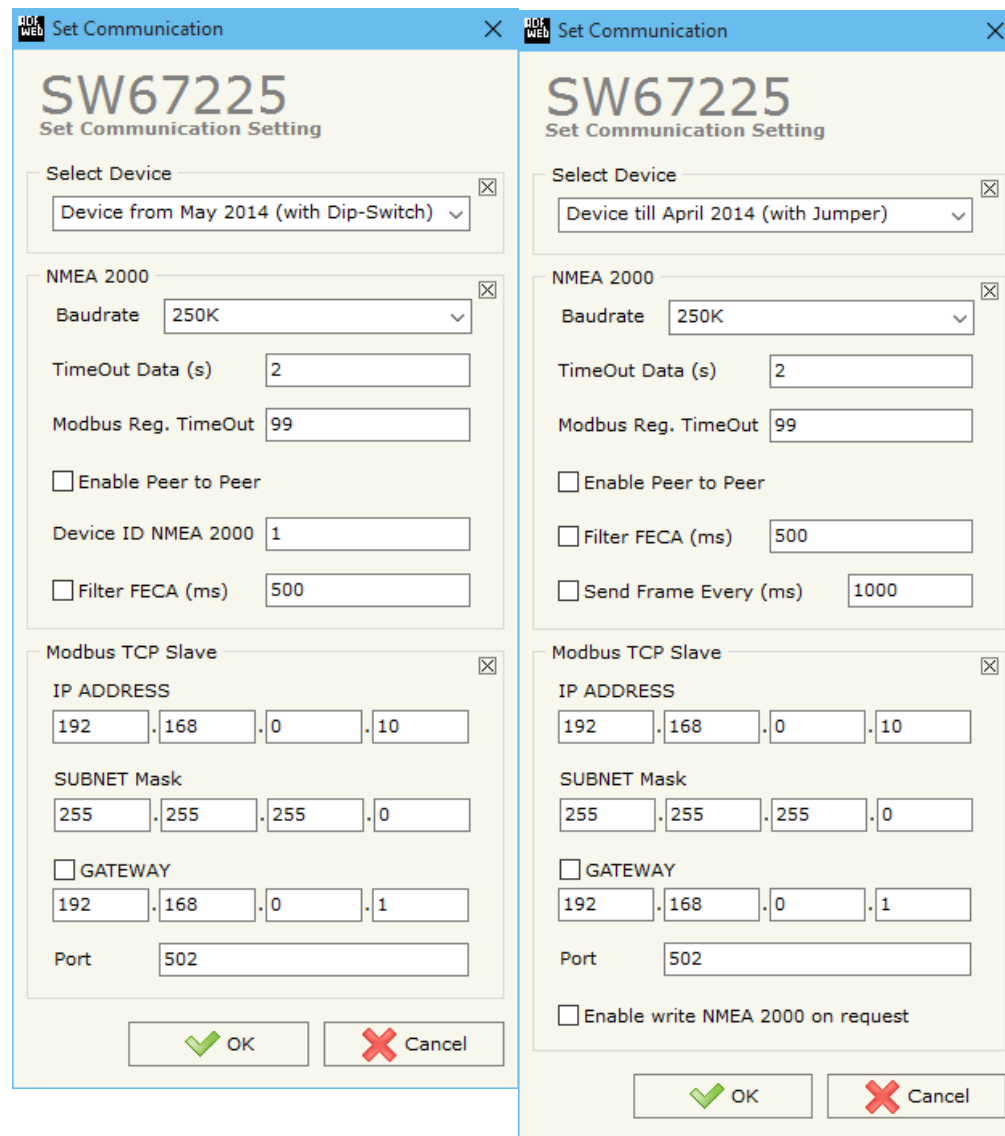 ADF
WEB
Set Communication
SW67225
Set Communication Setting
Select Device
Device from May 2014 (with Dip-Switch)
NMEA 2000
Baudrate 250K
TimeOut Data (s) 2
Modbus Reg. TimeOut 99
Enable Peer to Peer
Device ID NMEA 2000 1
Filter FECA (ms) 500
Modbus TCP Slave
IP ADDRESS
192 . 168 . 0 . 10
SUBNET Mask
255 . 255 . 255 . 0
GATEWAY
192 . 168 . 0 . 1
Port 502
OK Cancel
ADF
WEB
Set Communication
SW67225
Set Communication Setting
Select Device
Device till April 2014 (with Jumper)
NMEA 2000
Baudrate 250K
TimeOut Data (s) 2
Modbus Reg. TimeOut 99
Enable Peer to Peer
Filter FECA (ms) 500
Send Frame Every (ms) 1000
Modbus TCP Slave
IP ADDRESS
192 . 168 . 0 . 10
SUBNET Mask
255 . 255 . 255 . 0
GATEWAY
192 . 168 . 0 . 1
Port 502
Enable write NMEA 2000 on request
OK Cancel